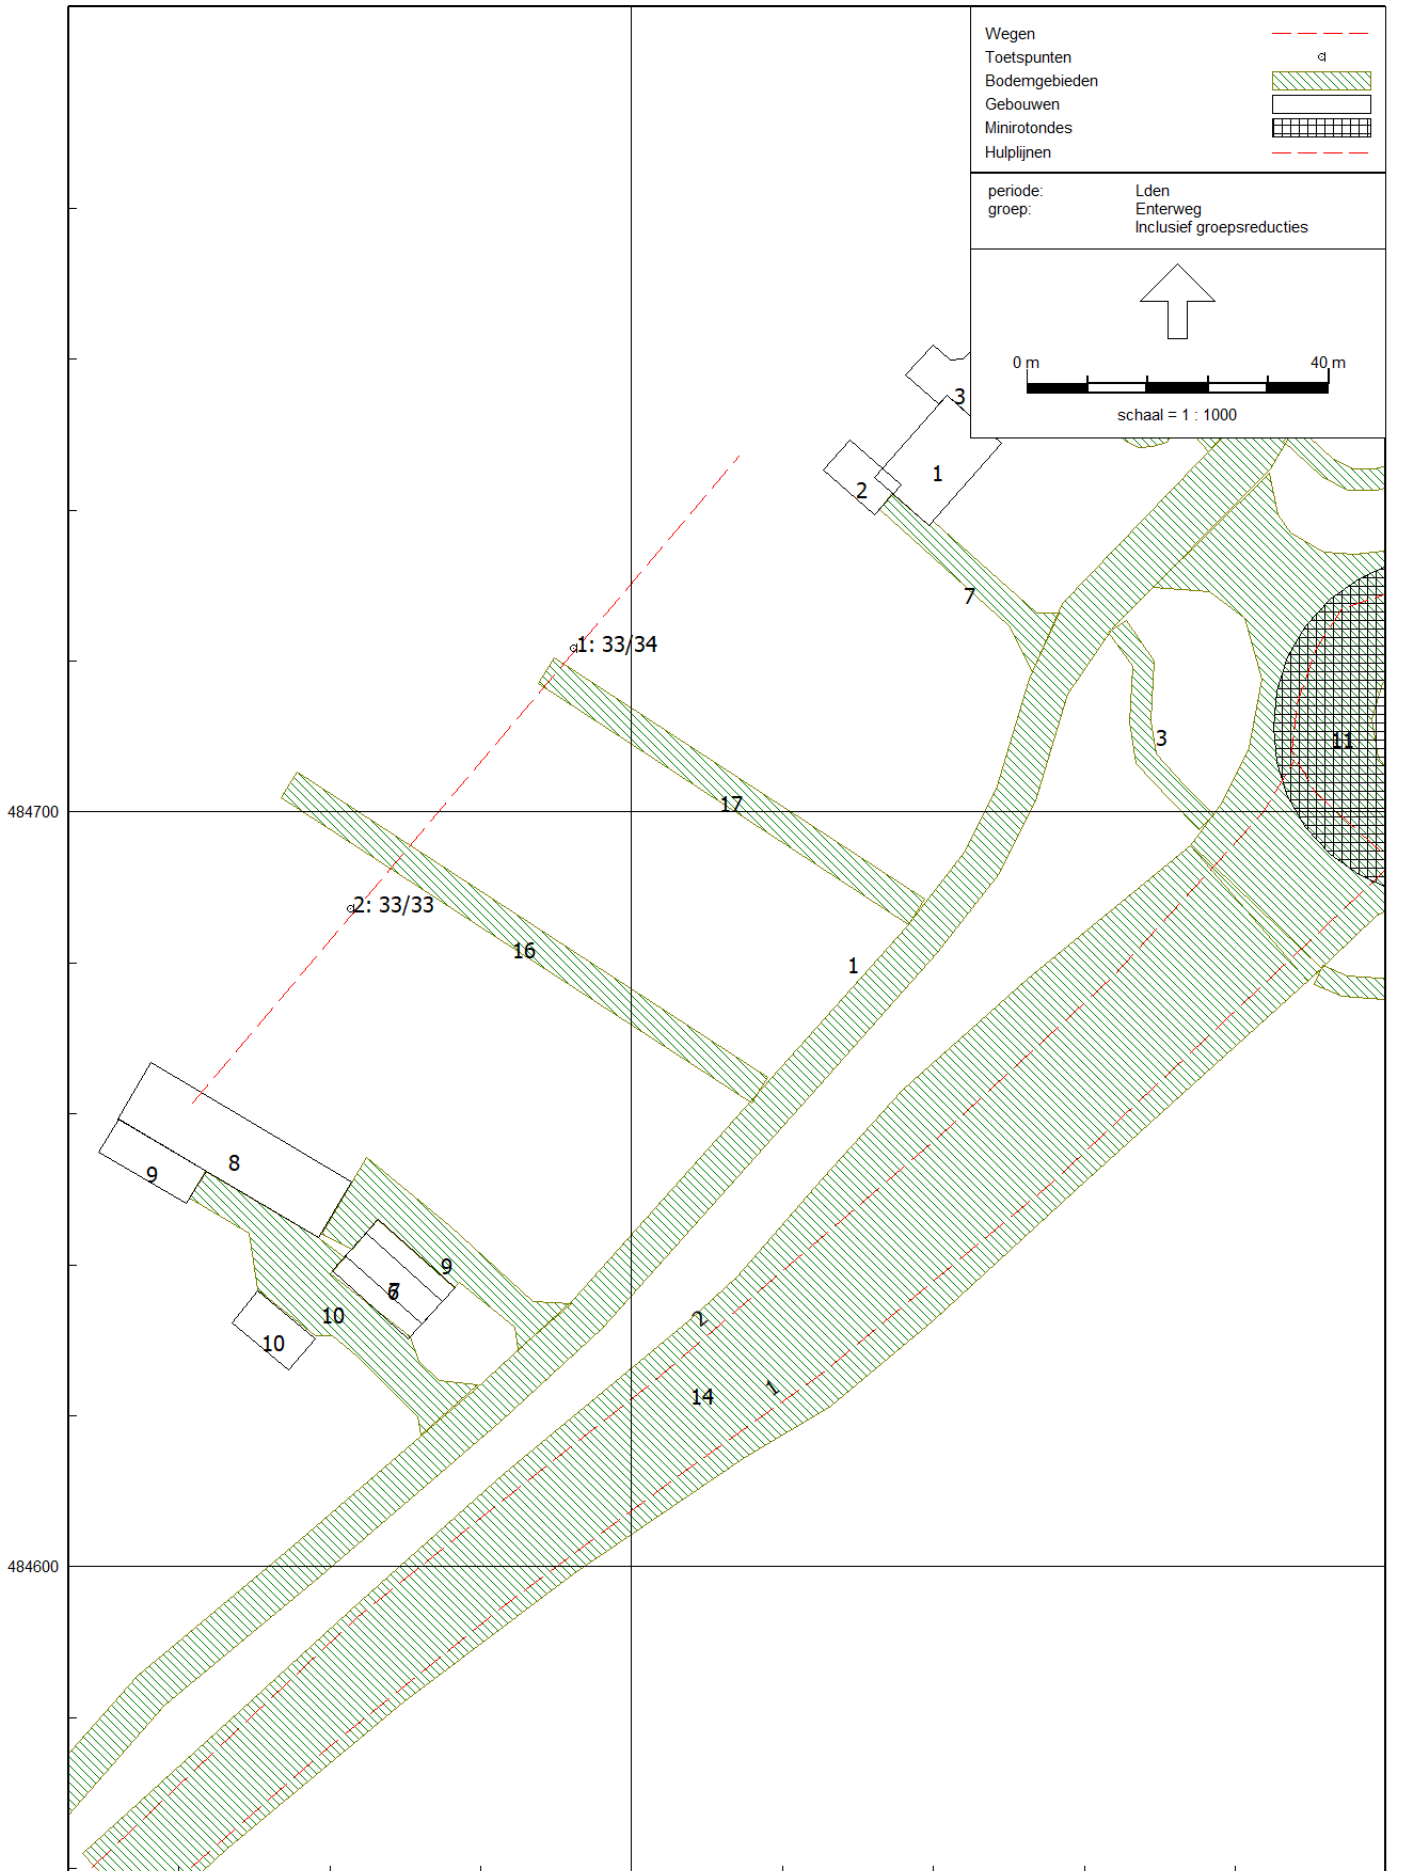 Wegen
Toetspunten
Bodemgebieden
Gebouwen
Minirotondes
Hulplijnen
periode: Lden
groep: Enterweg
Inclusief groepsreducties
0 m 40 m
schaal = 1 : 1000
3
1
2
7
1: 33/34
3
11
17
484700
2: 33/33
16
1
8
9
9
6
10
10
2
1
14
484600